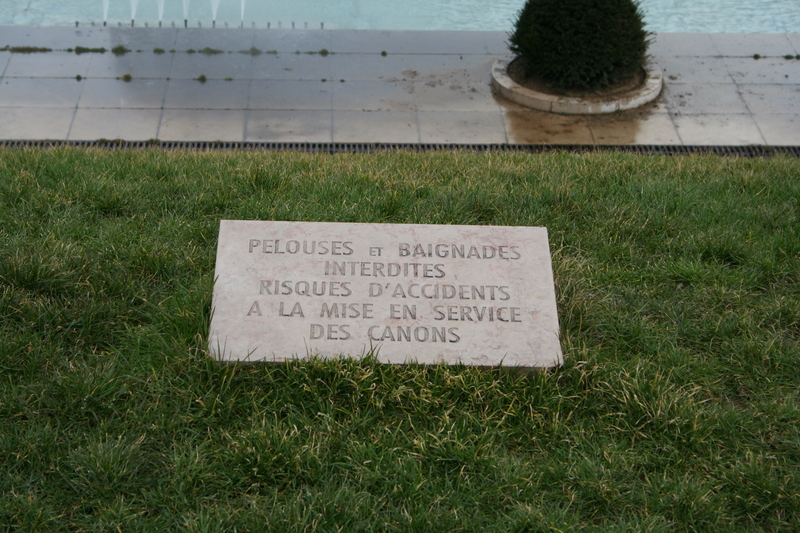 PELOUSES ET BAIGNADES
INTERDITES
RISQUES D'ACCIDENTS
A LA MISE EN SERVICE
DES CANONS